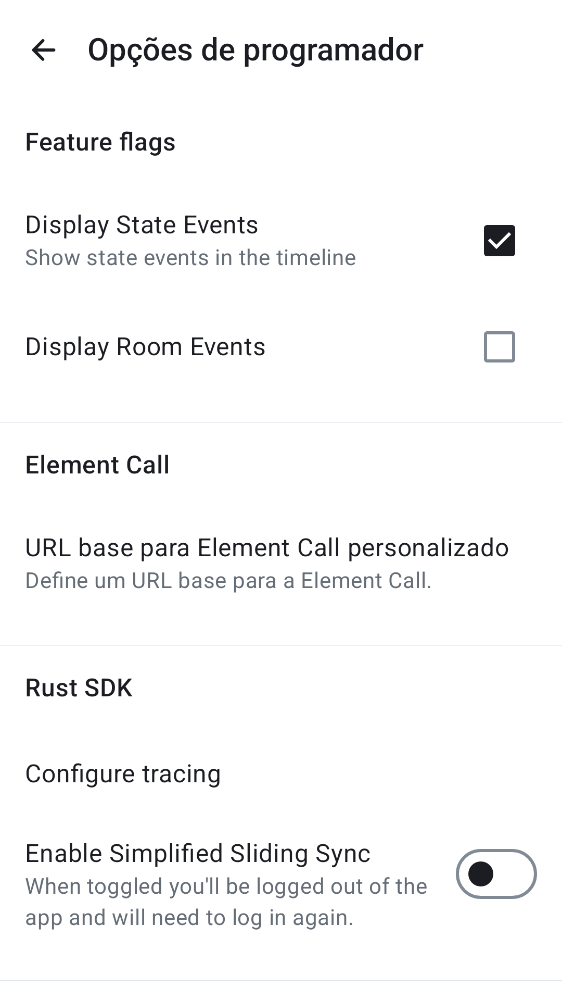 Opções de programador
Feature flags
Display State Events
Show state events in the timeline
Display Room Events
Element Call
URL base para Element Call personalizado
Define um URL base para a Element Call.
Rust SDK
Configure tracing
Enable Simplified Sliding Sync
When toggled you'll be logged out of the
app and will need to log in again.